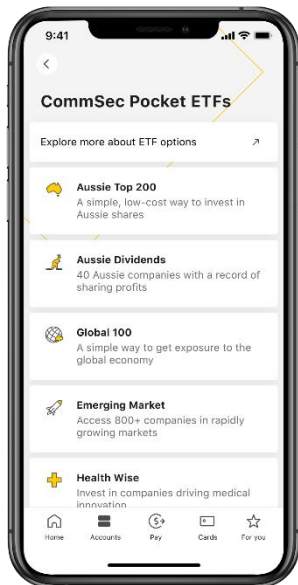 9:41
CommSec Pocket ETFs
Explore more about ETF options
Aussie Top 200
A simple, low-cost way to invest in
Aussie shares
Aussie Dividends
40 Aussie companies with a record of
sharing profits
Global 100
A simple way to get exposure to the
global economy
Emerging Market
Access 800+ companies in rapidly
growing markets
Health Wise
Invest in companies driving medical
innovation
Home Accounts Pay Cards For you